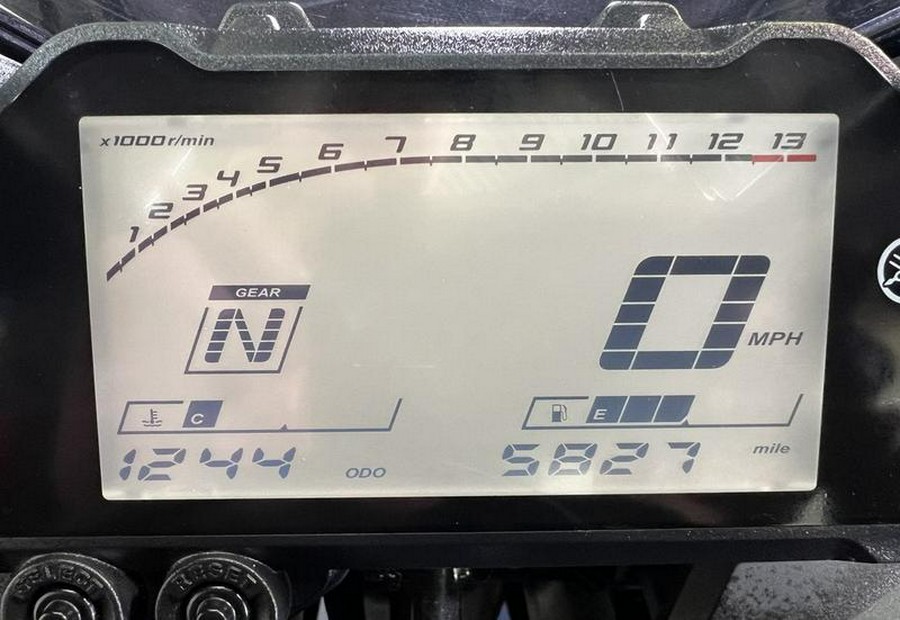 x1000 r/min
1 2 3 4 5 6 7 8 9 10 11 12 13
GEAR
N
0 MPH
C
E
1244 ODO
5827 mile
SELECT
RESET